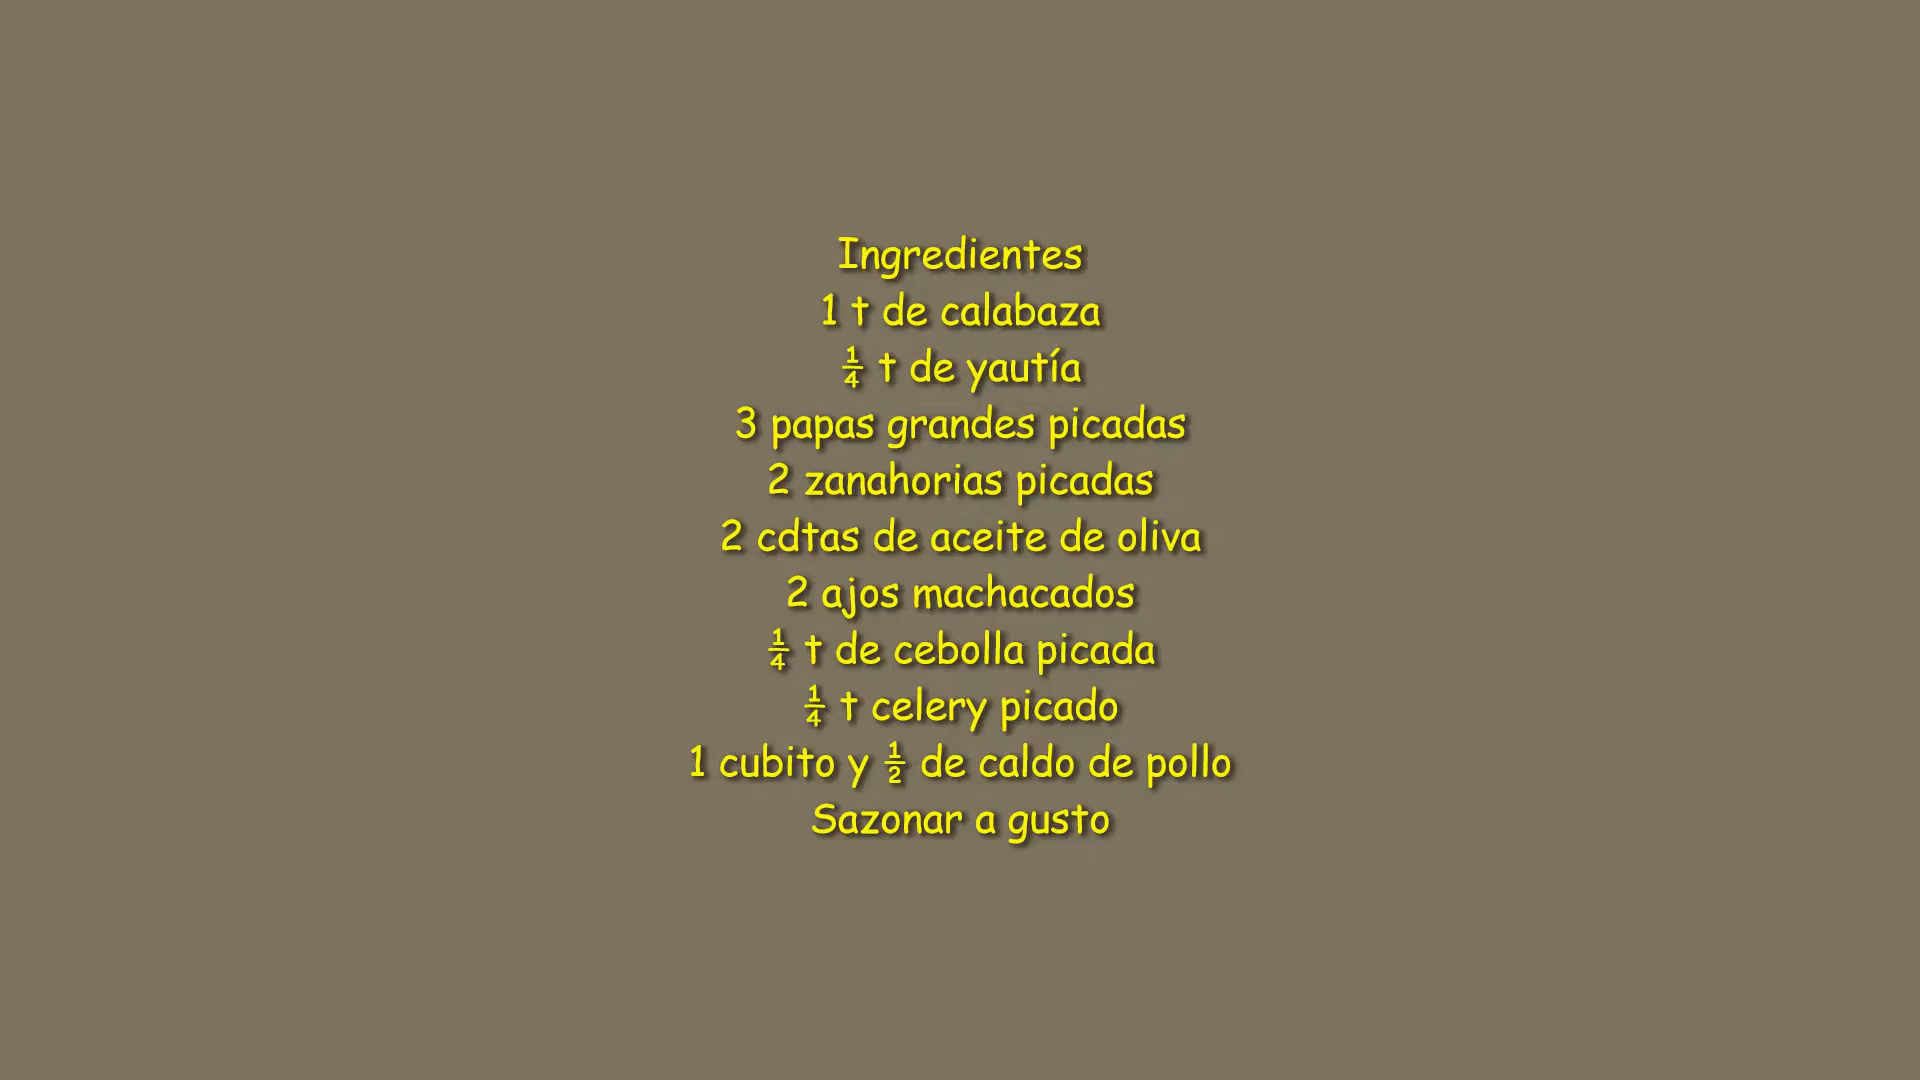 Ingredientes
1 t de calabaza
¼ t de yautía
3 papas grandes picadas
2 zanahorias picadas
2 cdtas de aceite de oliva
2 ajos machacados
¼ t de cebolla picada
¼ t celery picado
1 cubito y ½ de caldo de pollo
Sazonar a gusto